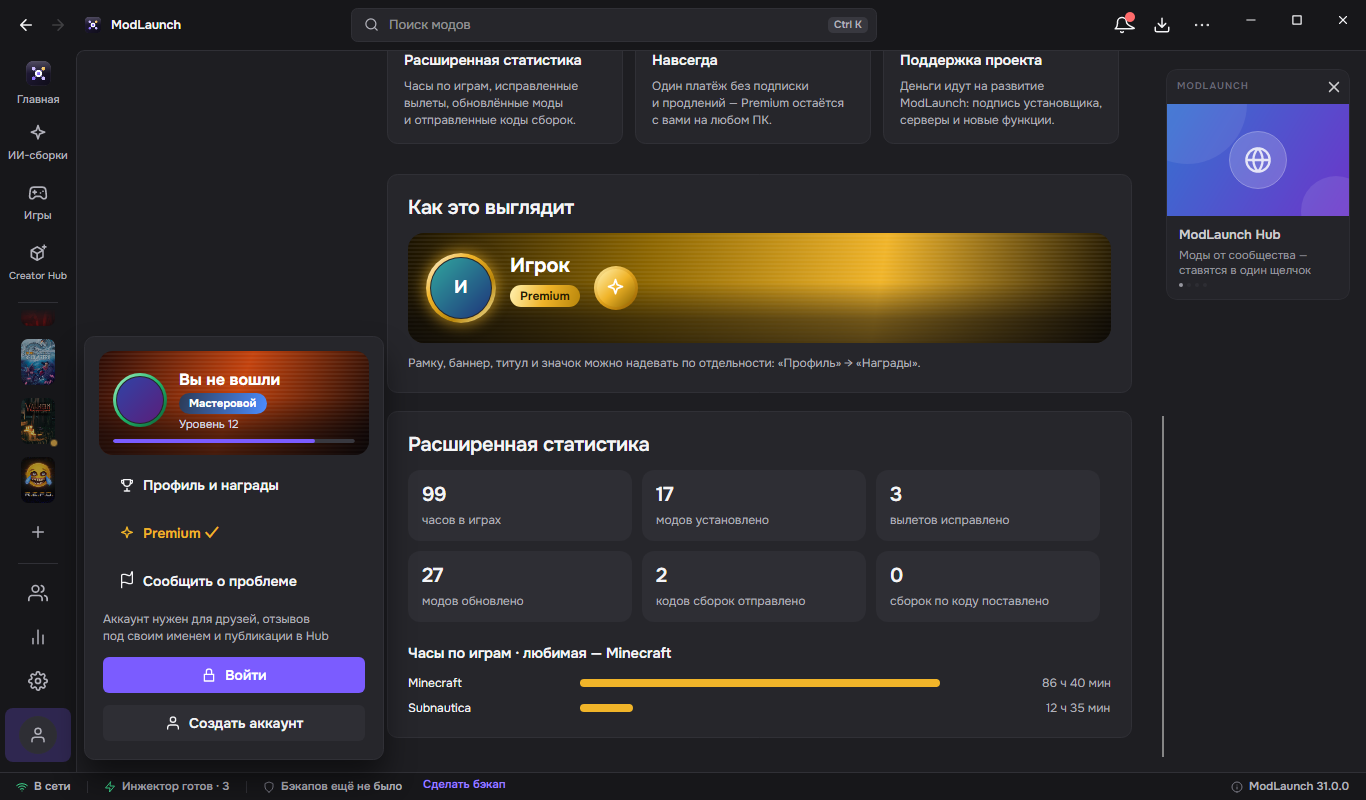 ModLaunch
Поиск модов
Ctrl K
Главная
ИИ-сборки
Игры
Creator Hub
Расширенная статистика
Часы по играм, исправленные
вылеты, обновлённые моды
и отправленные коды сборок.
Навсегда
Один платёж без подписки
и продлений — Premium остаётся
с вами на любом ПК.
Поддержка проекта
Деньги идут на развитие
ModLaunch: подпись установщика,
серверы и новые функции.
MODLAUNCH
ModLaunch Hub
Моды от сообщества —
ставятся в один щелчок
Как это выглядит
И
Игрок
Premium
Рамку, баннер, титул и значок можно надевать по отдельности: «Профиль» → «Награды».
Вы не вошли
Мастеровой
Уровень 12
Профиль и награды
Premium
Сообщить о проблеме
Аккаунт нужен для друзей, отзывов
под своим именем и публикации в Hub
Войти
Создать аккаунт
Расширенная статистика
99
часов в играх
17
модов установлено
3
вылетов исправлено
27
модов обновлено
2
кодов сборок отправлено
0
сборок по коду поставлено
Часы по играм · любимая — Minecraft
Minecraft
86 ч 40 мин
Subnautica
12 ч 35 мин
В сети
Инжектор готов · 3
Бэкапов ещё не было
Сделать бэкап
ModLaunch 31.0.0